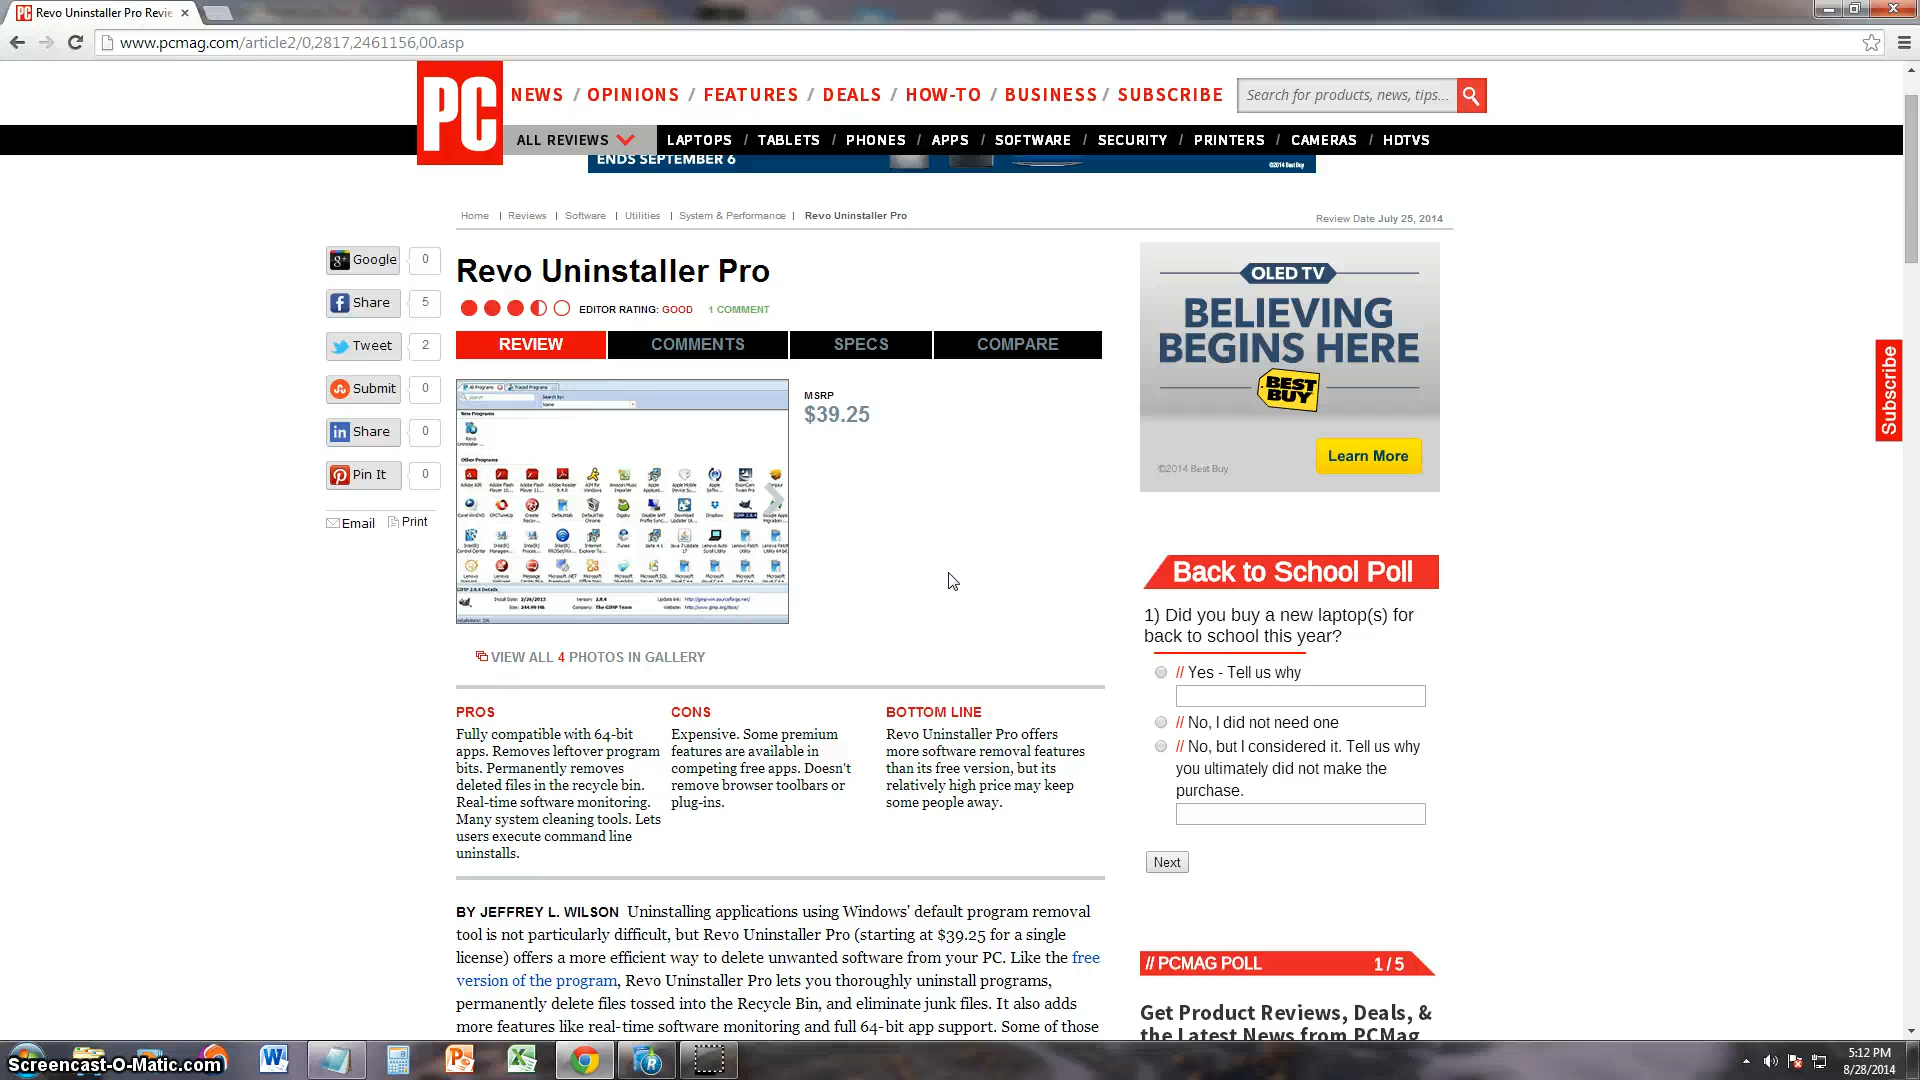 Revo Uninstaller Pro Revie
www.pcmag.com/article2/0,2817,2461156,00.asp
PC
NEWS / OPINIONS / FEATURES / DEALS / HOW-TO / BUSINESS / SUBSCRIBE
Search for products, news, tips...
ALL REVIEWS
LAPTOPS / TABLETS / PHONES / APPS / SOFTWARE / SECURITY / PRINTERS / CAMERAS / HDTVS
ENDS SEPTEMBER 6
©2014 Best Buy
Home | Reviews | Software | Utilities | System & Performance | Revo Uninstaller Pro
Review Date July 25, 2014
Google 0
Share 5
Tweet 2
Submit 0
Share 0
Pin It 0
Email Print
Revo Uninstaller Pro
EDITOR RATING: GOOD 1 COMMENT
REVIEW COMMENTS SPECS COMPARE
MSRP
$39.25
VIEW ALL 4 PHOTOS IN GALLERY
PROS
Fully compatible with 64-bit
apps. Removes leftover program
bits. Permanently removes
deleted files in the recycle bin.
Real-time software monitoring.
Many system cleaning tools. Lets
users execute command line
uninstalls.
CONS
Expensive. Some premium
features are available in
competing free apps. Doesn't
remove browser toolbars or
plug-ins.
BOTTOM LINE
Revo Uninstaller Pro offers
more software removal features
than its free version, but its
relatively high price may keep
some people away.
BY JEFFREY L. WILSON Uninstalling applications using Windows' default program removal
tool is not particularly difficult, but Revo Uninstaller Pro (starting at $39.25 for a single
license) offers a more efficient way to delete unwanted software from your PC. Like the free
version of the program, Revo Uninstaller Pro lets you thoroughly uninstall programs,
permanently delete files tossed into the Recycle Bin, and eliminate junk files. It also adds
more features like real-time software monitoring and full 64-bit app support. Some of those
OLED TV
BELIEVING
BEGINS HERE
BEST
BUY
Learn More
©2014 Best Buy
Subscribe
Back to School Poll
1) Did you buy a new laptop(s) for
back to school this year?
// Yes - Tell us why
// No, I did not need one
// No, but I considered it. Tell us why
you ultimately did not make the
purchase.
Next
// PCMAG POLL 1 / 5
Get Product Reviews, Deals, &
the Latest News from PCMag
Screencast-O-Matic.com
5:12 PM
8/28/2014